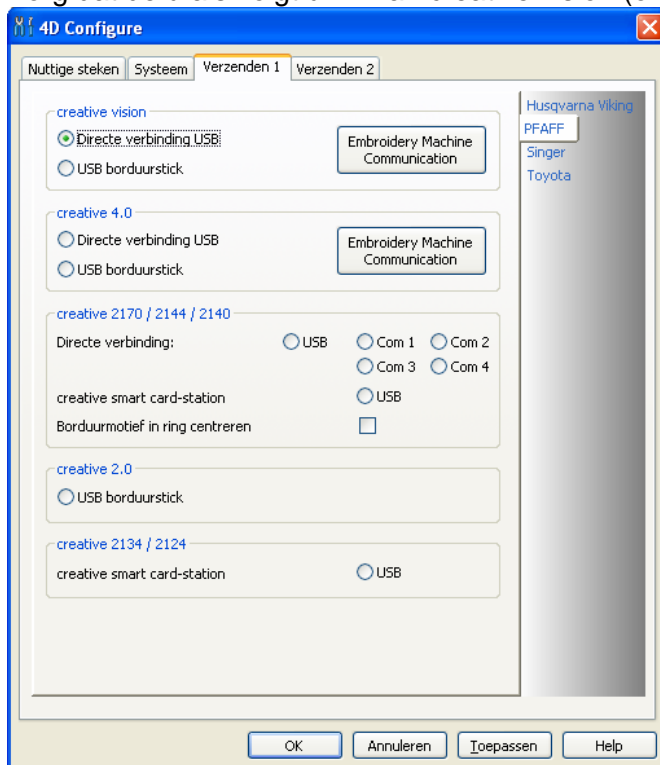 4D Configure
Nuttige steken Systeem Verzenden 1 Verzenden 2
creative vision
Directe verbinding USB
USB borduurstick
Embroidery Machine
Communication
creative 4.0
Directe verbinding USB
USB borduurstick
Embroidery Machine
Communication
creative 2170 / 2144 / 2140
Directe verbinding: USB Com 1 Com 2
Com 3 Com 4
creative smart card-station USB
Borduurmotief in ring centreren
creative 2.0
USB borduurstick
creative 2134 / 2124
creative smart card-station USB
Husqvarna Viking
PFAFF
Singer
Toyota
OK Annuleren Toepassen Help